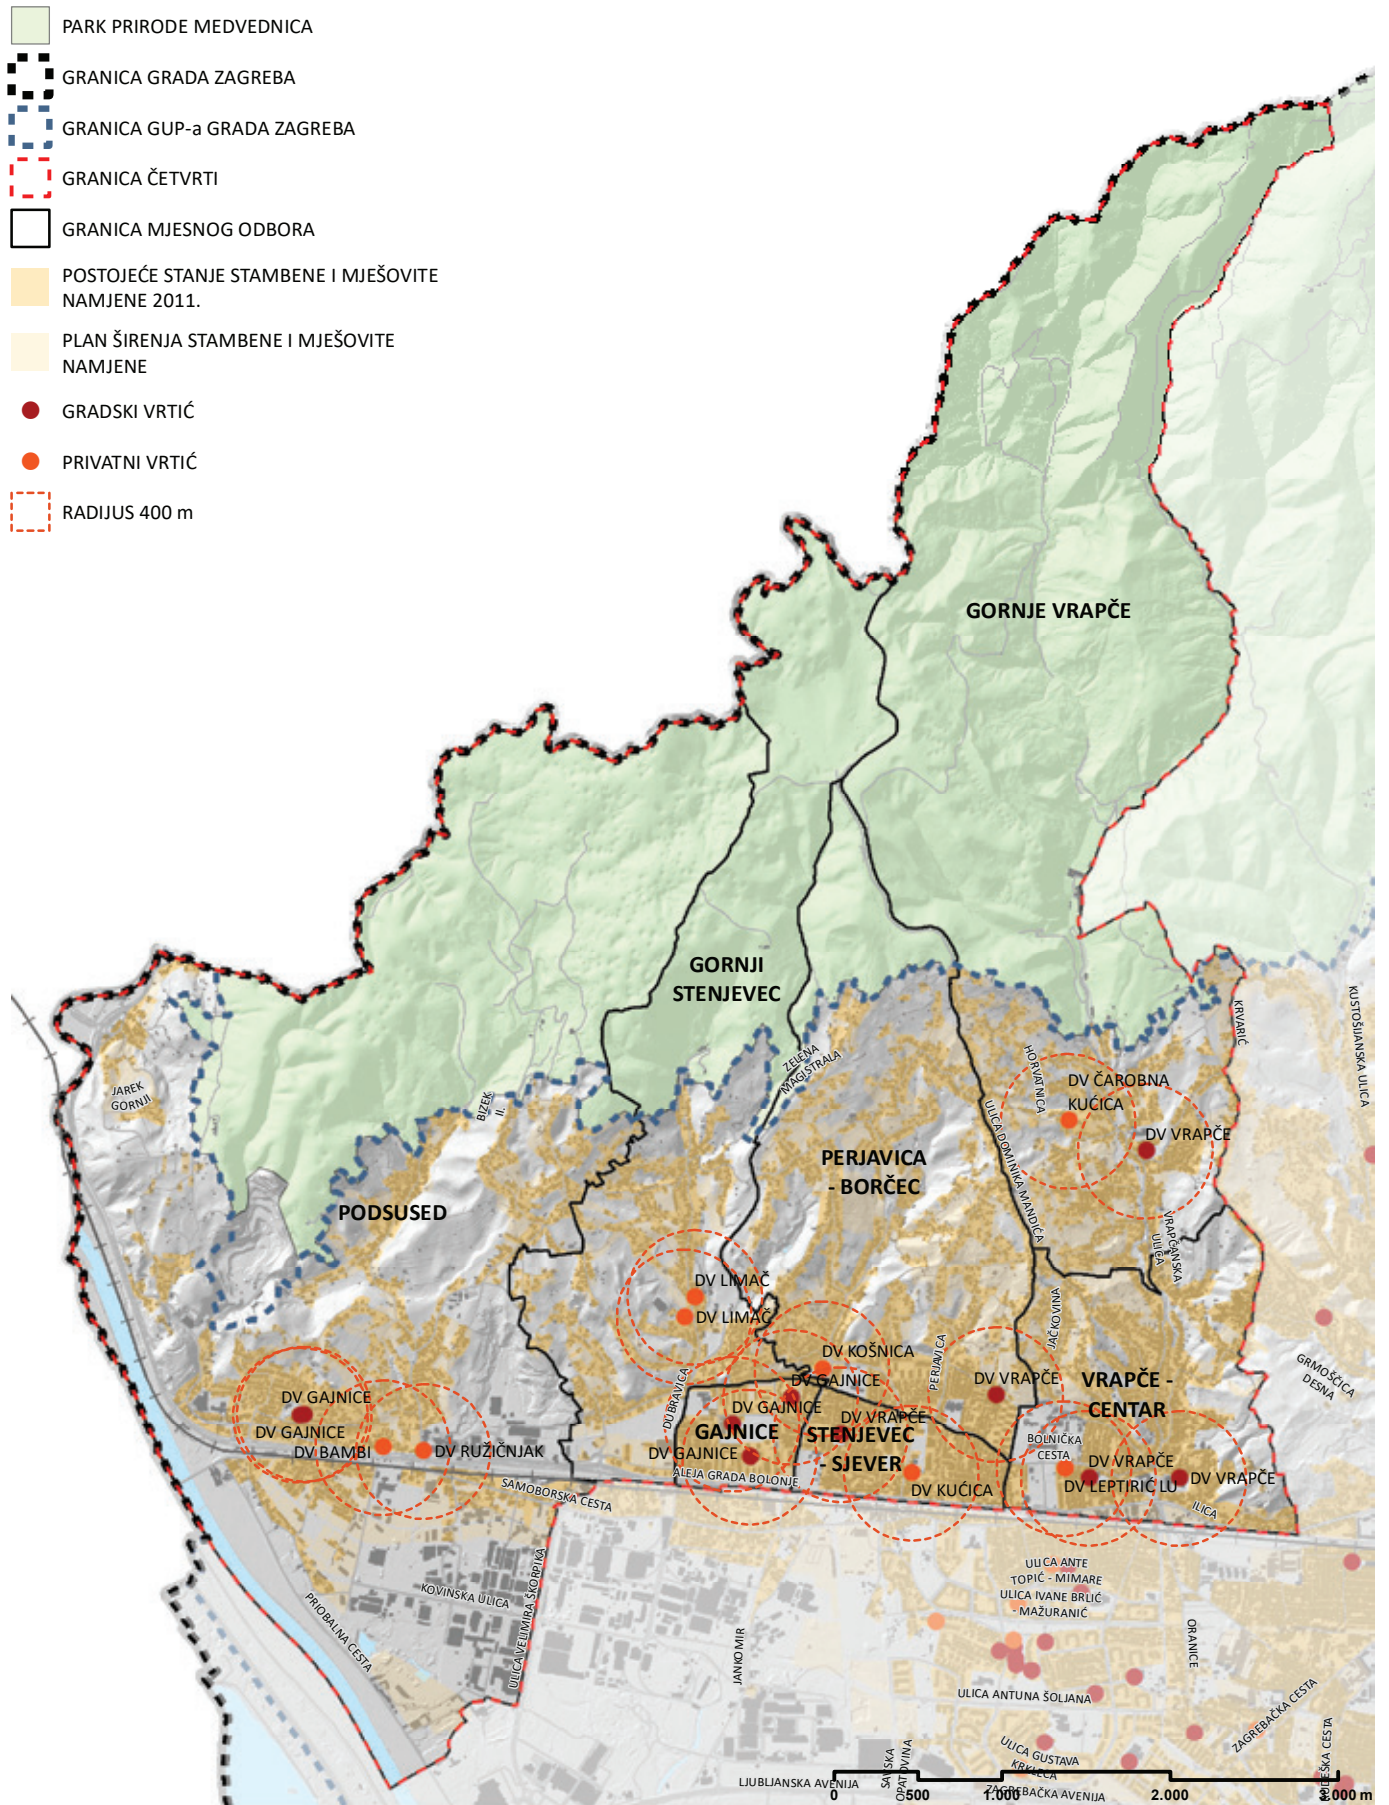 PARK PRIRODE MEDVEDNICA
GRANICA GRADA ZAGREBA
GRANICA GUP-a GRADA ZAGREBA
GRANICA ČETVRTI
GRANICA MJESNOG ODBORA
POSTOJEĆE STANJE STAMBENE I MJEŠOVITE
NAMJENE 2011.
PLAN ŠIRENJA STAMBENE I MJEŠOVITE
NAMJENE
GRADSKI VRTIĆ
PRIVATNI VRTIĆ
RADIJUS 400 m
GORNJE VRAPČE
GORNJI
STENJEVEC
KRVARIĆ
KUSTOŠIJANSKA ULICA
ZELENA
MAGISTRALA
HORVATNICA
JAREK
GORNJI
BIZEK
II.
DV ČAROBNA
KUĆICA
DV VRAPČE
ULICA DOMINIKA MANDIĆA
PERJAVICA
- BORČEC
PODSUSED
VRAPČANSKA
ULICA
DV LIMAČ
DV LIMAČ
JAČKOVINA
DV KOŠNICA
PERJAVICA
DV GAJNICE
DV VRAPČE
VRAPČE -
CENTAR
GRMOŠČICA
DESNA
DUBRAVICA
DV GAJNICE
DV GAJNICE
DV GAJNICE
DV VRAPČE
GAJNICE
STENJEVEC
- SJEVER
DV BAMBI
DV RUŽIČNJAK
DV GAJNICE
BOLNIČKA
CESTA
DV VRAPČE
ALEJA GRADA BOLONJE
DV KUĆICA
DV LEPTIRIĆ LU
DV VRAPČE
SAMOBORSKA CESTA
ILICA
ULICA ANTE
TOPIĆ - MIMARE
ULICA IVANE BRLIĆ
- MAŽURANIĆ
KOVINSKA ULICA
ULICA VELIMIRA ŠKORPIKA
PRIOBALNA CESTA
JANKOMIR
ORANICE
ULICA ANTUNA ŠOLJANA
ZAGREBAČKA CESTA
SAVSKA
OPATOVINA
ULICA GUSTAVA
KRKLECA
RUDEŠKA CESTA
LJUBLJANSKA AVENIJA
ZAGREBAČKA AVENIJA
0 500 1.000 2.000 3.000 m